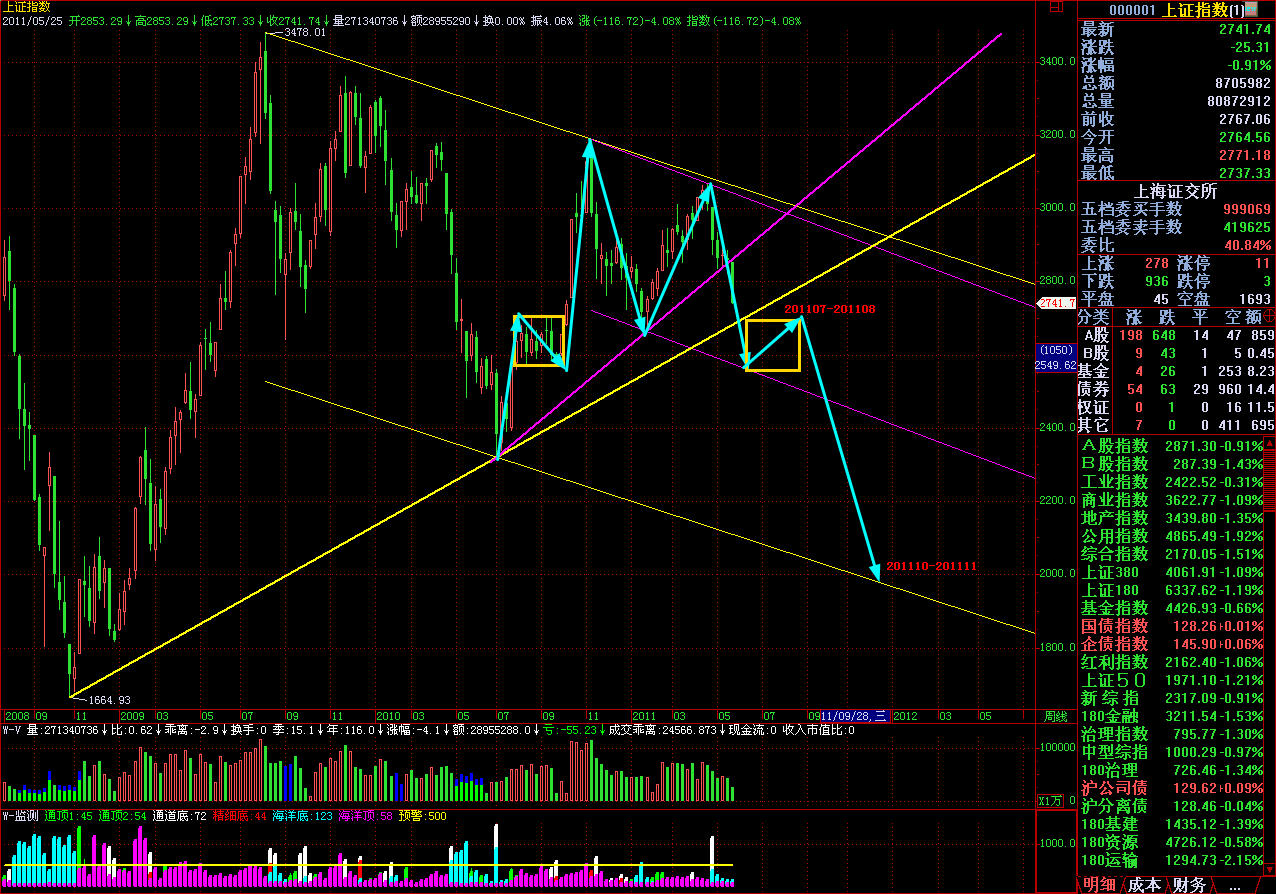 上证指数
2011/05/25 开2853.29↓高2853.29↓低2737.33↓收2741.74↓量271340736↓额28955290↓换0.00% 振4.06% 涨(-116.72)-4.08% 指数(-116.72)-4.08%
日
3478.01
3400.0
3200.0
3000.0
2800.0
2741.7
(1050)
2549.62
2400.0
2200.0
2000.0
1800.0
201107-201108
201110-201111
1664.93
2008 09 11 2009 03 05 07 09 11 2010 03 05 07 09 11 2011 03 05 07 09 11/09/28,三 2012 03 05 周线
W-V 量:271340736↓比:0.62↓乖离:-2.9↓换手:0 季:15.1↓年:116.0↓涨幅:-4.1↓额:28955288.0↓亏:-55.23↓成交乖离:24566.873↓现金流:0 收入市值比:0
100000
X1万 0
W-监测 通顶1:45 通顶2:54 通道底:72 精细底:44 海洋底:123 海洋顶:58 预警:500
1000.0
000001 上证指数(1)
最新 2741.74
涨跌 -25.31
涨幅 -0.91%
总额 8705982
总量 80872912
前收 2767.06
今开 2764.56
最高 2771.18
最低 2737.33
上海证交所
五档委买手数 999069
五档委卖手数 419625
委比 40.84%
上涨 278 涨停 11
下跌 936 跌停 3
平盘 45 空盘 1693
分类 涨 跌 平 空 额
A股 198 648 14 47 859
B股 9 43 1 5 0.45
基金 4 26 1 253 8.23
债券 54 63 29 960 14.4
权证 0 1 0 16 11.5
其它 7 0 0 411 695
A股指数 2871.30 -0.91%
B股指数 287.39 -1.43%
工业指数 2422.52 -0.31%
商业指数 3622.77 -1.09%
地产指数 3439.80 -1.35%
公用指数 4865.49 -1.92%
综合指数 2170.05 -1.51%
上证380 4061.91 -1.09%
上证180 6337.62 -1.19%
基金指数 4426.93 -0.66%
国债指数 128.26 +0.01%
企债指数 145.90 +0.06%
红利指数 2162.40 -1.06%
上证50 1971.10 -1.21%
新综指 2317.09 -0.91%
180金融 3211.54 -1.53%
治理指数 795.77 -1.30%
中型综指 1000.29 -0.97%
180治理 726.46 -1.34%
沪公司债 129.62 +0.09%
沪分离债 128.46 -0.04%
180基建 1435.12 -1.39%
180资源 4726.12 -0.58%
180运输 1294.73 -2.15%
明细 成本 财务 ...